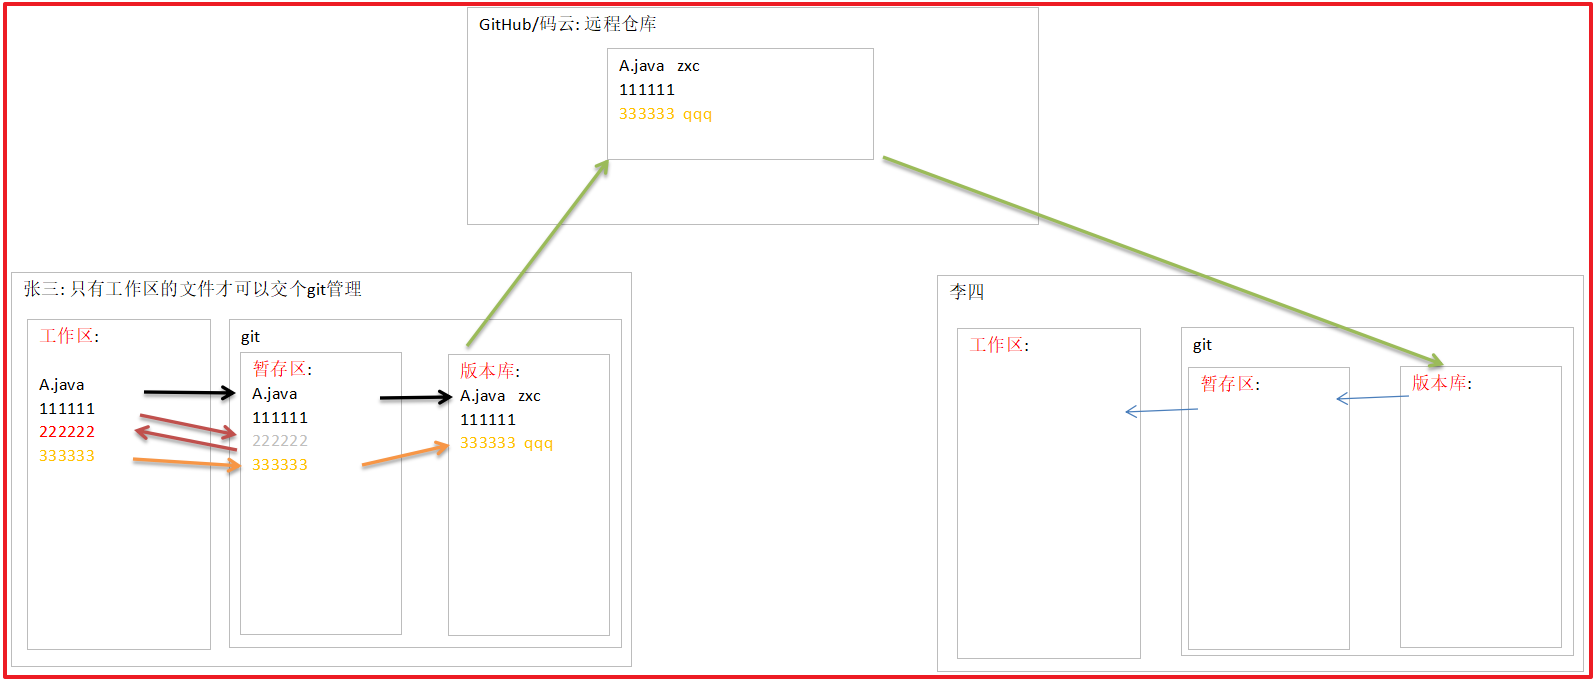 GitHub/码云: 远程仓库
A.java zxc
111111
333333 qqq
张三: 只有工作区的文件才可以交个git管理
工作区:
A.java
111111
222222
333333
git
暂存区:
A.java
111111
222222
333333
版本库:
A.java zxc
111111
333333 qqq
李四
工作区:
git
暂存区:
版本库: